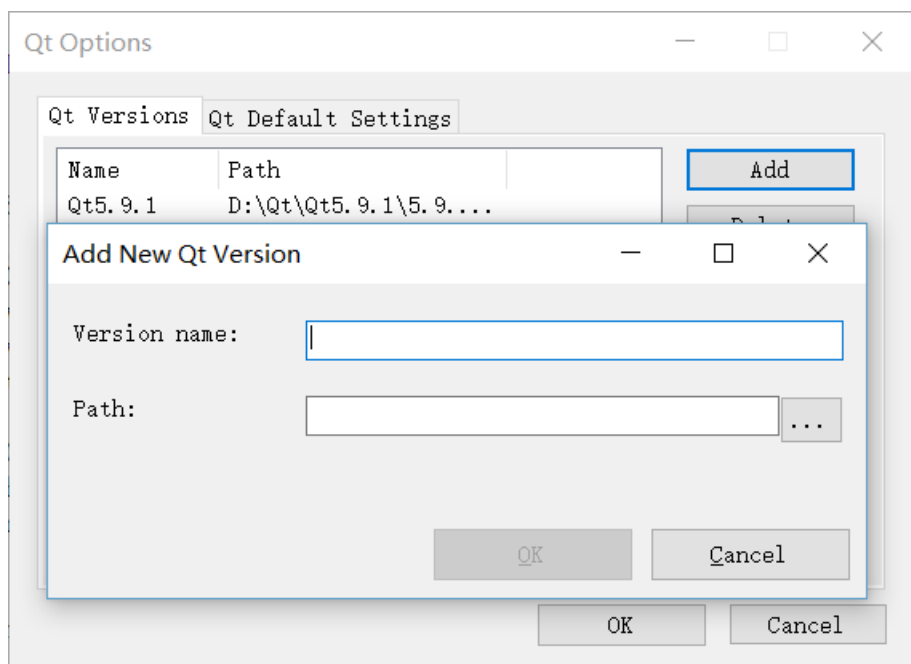 Qt Options
Qt Versions Qt Default Settings
Name Path
Add
Qt5.9.1 D:\Qt\Qt5.9.1\5.9....
Add New Qt Version
Version name:
Path:
...
OK Cancel
OK Cancel